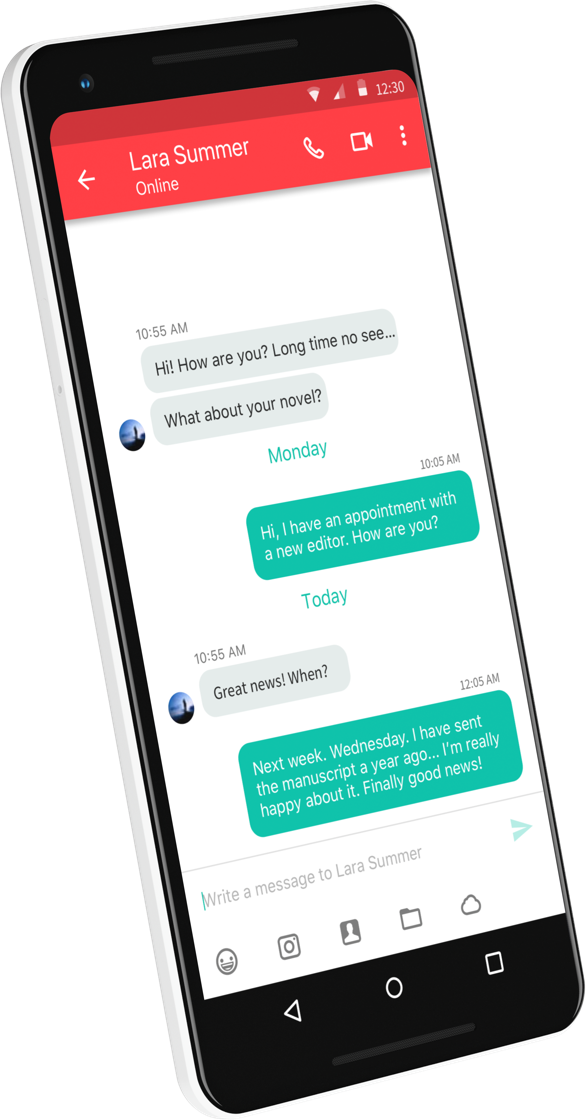 12:30
Lara Summer
Online
10:55 AM
Hi! How are you? Long time no see...
What about your novel?
Monday
10:05 AM
Hi, I have an appointment with
a new editor. How are you?
Today
10:55 AM
Great news! When?
12:05 AM
Next week. Wednesday. I have sent
the manuscript a year ago... I'm really
happy about it. Finally good news!
Write a message to Lara Summer